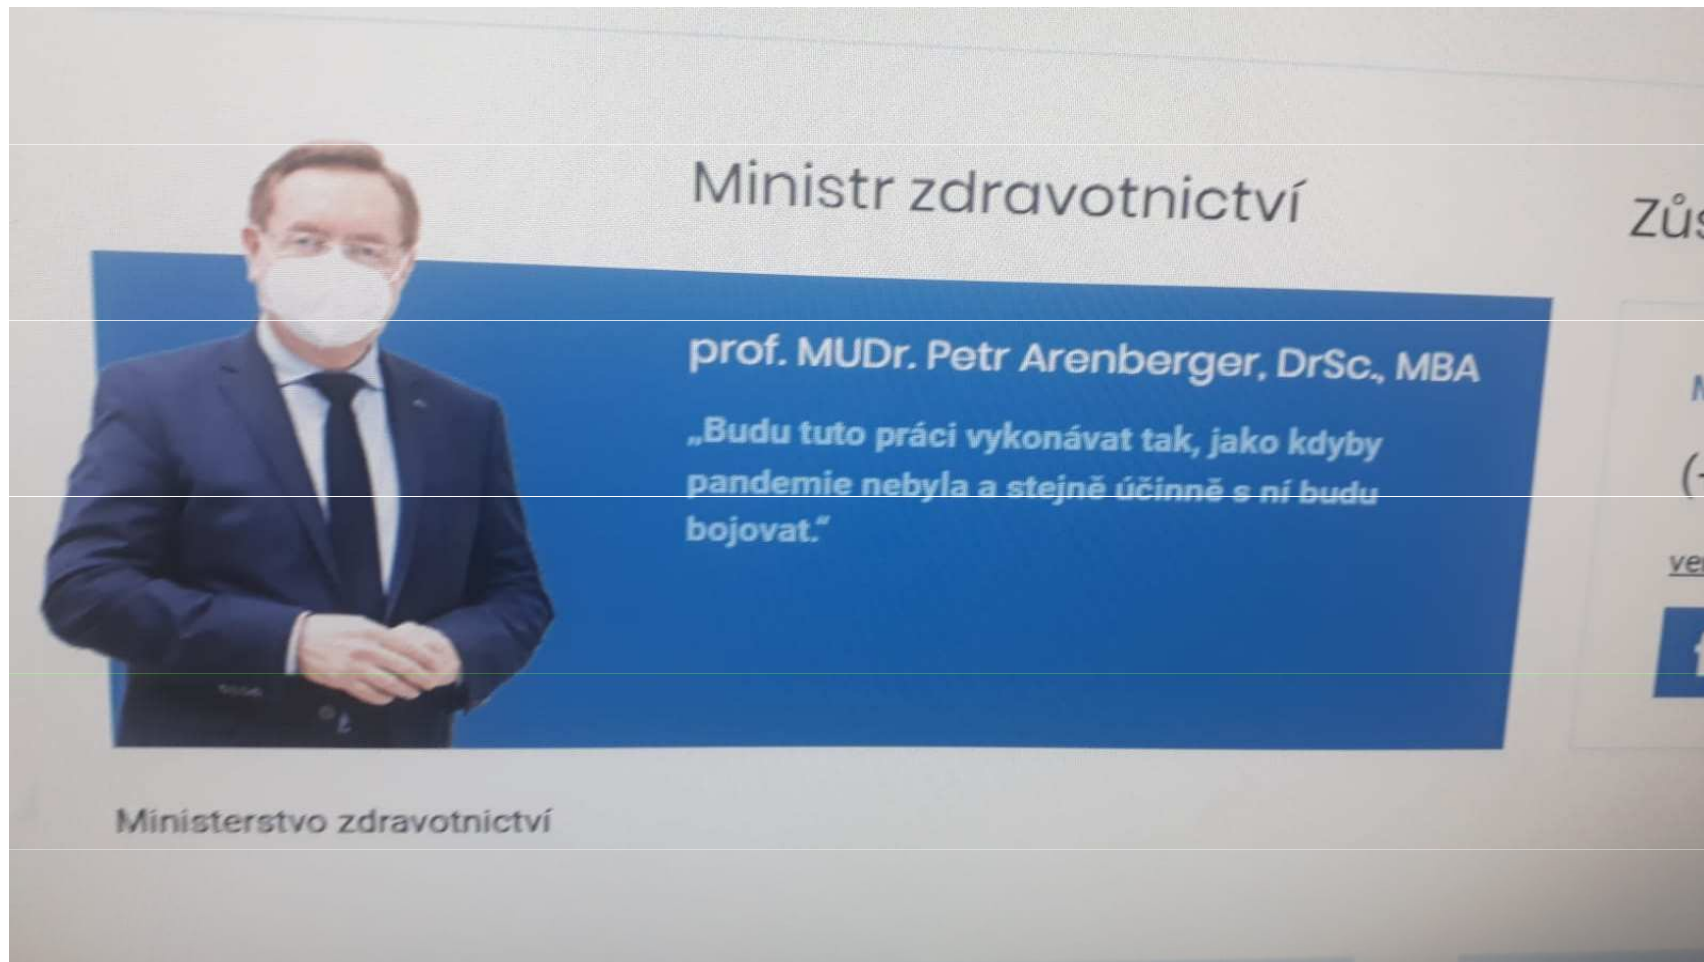 Ministr zdravotnictví
prof. MUDr. Petr Arenberger, DrSc., MBA
„Budu tuto práci vykonávat tak, jako kdyby
pandemie nebyla a stejně účinně s ní budu
bojovat.“
Ministerstvo zdravotnictví